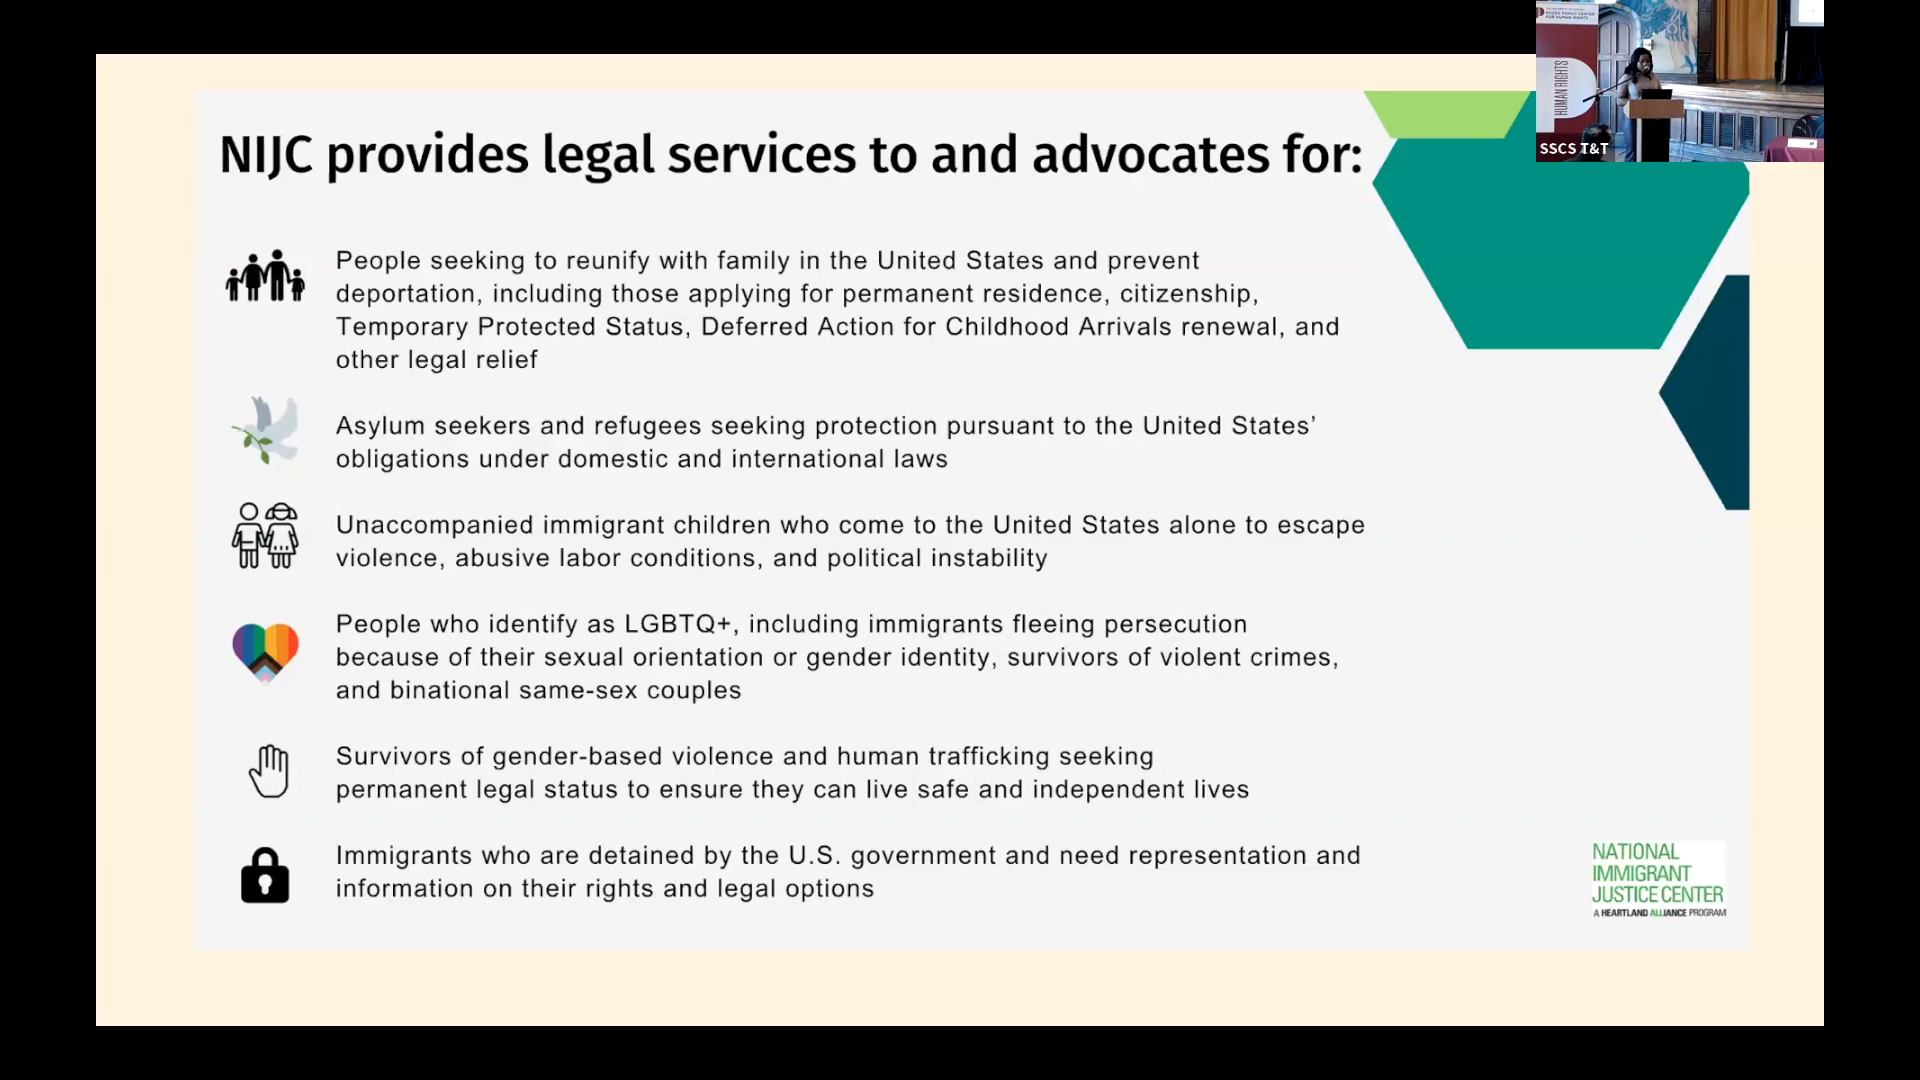 NIJC provides legal services to and advocates for:
People seeking to reunify with family in the United States and prevent
deportation, including those applying for permanent residence, citizenship,
Temporary Protected Status, Deferred Action for Childhood Arrivals renewal, and
other legal relief
Asylum seekers and refugees seeking protection pursuant to the United States’
obligations under domestic and international laws
Unaccompanied immigrant children who come to the United States alone to escape
violence, abusive labor conditions, and political instability
People who identify as LGBTQ+, including immigrants fleeing persecution
because of their sexual orientation or gender identity, survivors of violent crimes,
and binational same-sex couples
Survivors of gender-based violence and human trafficking seeking
permanent legal status to ensure they can live safe and independent lives
Immigrants who are detained by the U.S. government and need representation and
information on their rights and legal options
NATIONAL
IMMIGRANT
JUSTICE CENTER
A HEARTLAND ALLIANCE PROGRAM
FOR HUMAN RIGHTS
HUMAN RIGHTS
SSCS T&T